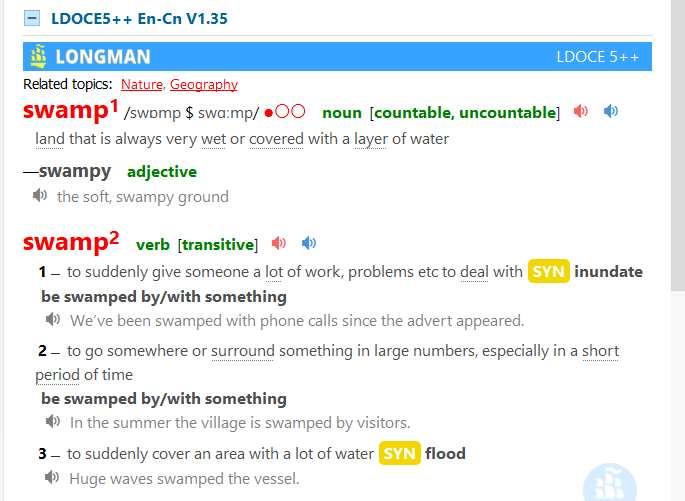 LDOCE5++ En-Cn V1.35
LONGMAN LDOCE 5++
Related topics: Nature, Geography
swamp1 /swɒmp $ swɑːmp/ ●○○ noun [countable, uncountable]
land that is always very wet or covered with a layer of water
—swampy adjective
the soft, swampy ground
swamp2 verb [transitive]
1 – to suddenly give someone a lot of work, problems etc to deal with SYN inundate
be swamped by/with something
We’ve been swamped with phone calls since the advert appeared.
2 – to go somewhere or surround something in large numbers, especially in a short
period of time
be swamped by/with something
In the summer the village is swamped by visitors.
3 – to suddenly cover an area with a lot of water SYN flood
Huge waves swamped the vessel.